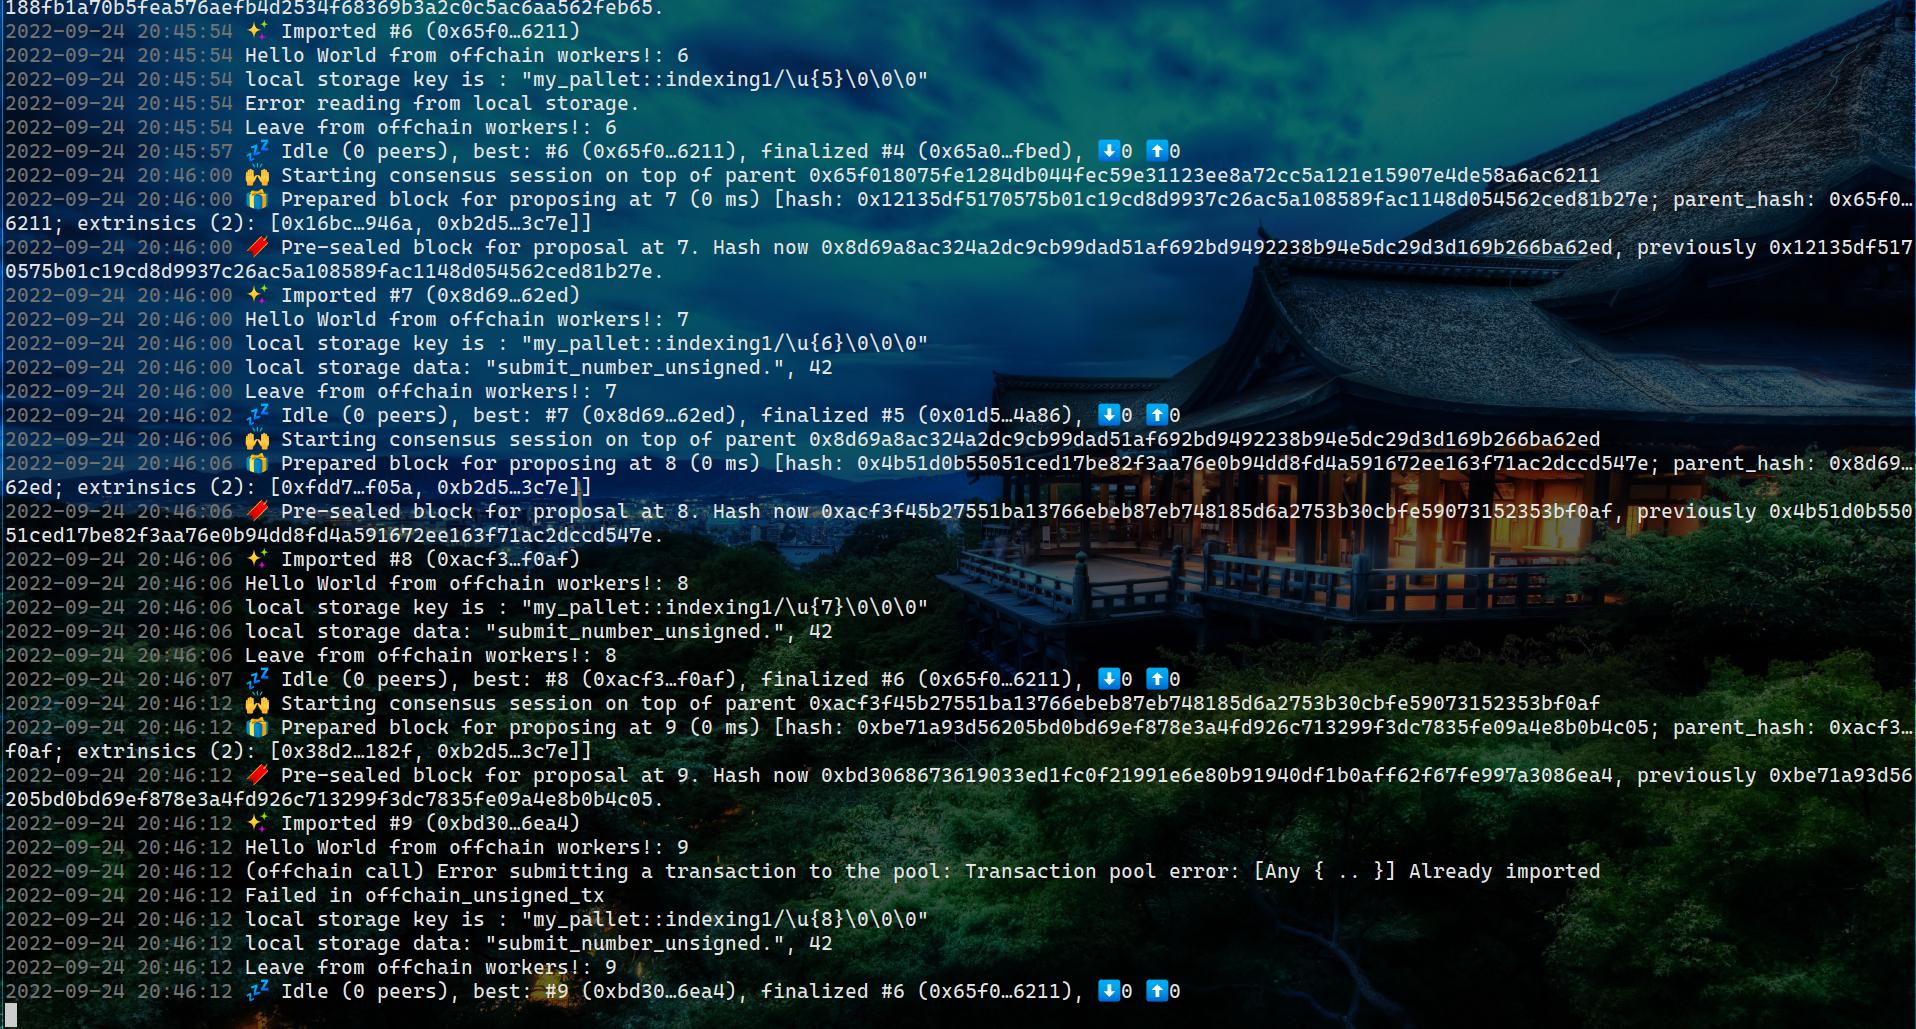 188fb1a70b5fea576aefb4d2534f68369b3a2c0c5ac6aa562feb65.
2022-09-24 20:45:54 ✨ Imported #6 (0x65f0…6211)
2022-09-24 20:45:54 Hello World from offchain workers!: 6
2022-09-24 20:45:54 local storage key is : "my_pallet::indexing1/\u{5}\0\0\0"
2022-09-24 20:45:54 Error reading from local storage.
2022-09-24 20:45:54 Leave from offchain workers!: 6
2022-09-24 20:45:57 💤 Idle (0 peers), best: #6 (0x65f0…6211), finalized #4 (0x65a0…fbed), ⬇0 ⬆0
2022-09-24 20:46:00 🙌 Starting consensus session on top of parent 0x65f018075fe1284db044fec59e31123ee8a72cc5a121e15907e4de58a6ac6211
2022-09-24 20:46:00 🎁 Prepared block for proposing at 7 (0 ms) [hash: 0x12135df5170575b01c19cd8d9937c26ac5a108589fac1148d054562ced81b27e; parent_hash: 0x65f0…
6211; extrinsics (2): [0x16bc…946a, 0xb2d5…3c7e]]
2022-09-24 20:46:00 🔖 Pre-sealed block for proposal at 7. Hash now 0x8d69a8ac324a2dc9cb99dad51af692bd9492238b94e5dc29d3d169b266ba62ed, previously 0x12135df517
0575b01c19cd8d9937c26ac5a108589fac1148d054562ced81b27e.
2022-09-24 20:46:00 ✨ Imported #7 (0x8d69…62ed)
2022-09-24 20:46:00 Hello World from offchain workers!: 7
2022-09-24 20:46:00 local storage key is : "my_pallet::indexing1/\u{6}\0\0\0"
2022-09-24 20:46:00 local storage data: "submit_number_unsigned.", 42
2022-09-24 20:46:00 Leave from offchain workers!: 7
2022-09-24 20:46:02 💤 Idle (0 peers), best: #7 (0x8d69…62ed), finalized #5 (0x01d5…4a86), ⬇0 ⬆0
2022-09-24 20:46:06 🙌 Starting consensus session on top of parent 0x8d69a8ac324a2dc9cb99dad51af692bd9492238b94e5dc29d3d169b266ba62ed
2022-09-24 20:46:06 🎁 Prepared block for proposing at 8 (0 ms) [hash: 0x4b51d0b55051ced17be82f3aa76e0b94dd8fd4a591672ee163f71ac2dccd547e; parent_hash: 0x8d69…
62ed; extrinsics (2): [0xfdd7…f05a, 0xb2d5…3c7e]]
2022-09-24 20:46:06 🔖 Pre-sealed block for proposal at 8. Hash now 0xacf3f45b27551ba13766ebeb87eb748185d6a2753b30cbfe59073152353bf0af, previously 0x4b51d0b550
51ced17be82f3aa76e0b94dd8fd4a591672ee163f71ac2dccd547e.
2022-09-24 20:46:06 ✨ Imported #8 (0xacf3…f0af)
2022-09-24 20:46:06 Hello World from offchain workers!: 8
2022-09-24 20:46:06 local storage key is : "my_pallet::indexing1/\u{7}\0\0\0"
2022-09-24 20:46:06 local storage data: "submit_number_unsigned.", 42
2022-09-24 20:46:06 Leave from offchain workers!: 8
2022-09-24 20:46:07 💤 Idle (0 peers), best: #8 (0xacf3…f0af), finalized #6 (0x65f0…6211), ⬇0 ⬆0
2022-09-24 20:46:12 🙌 Starting consensus session on top of parent 0xacf3f45b27551ba13766ebeb87eb748185d6a2753b30cbfe59073152353bf0af
2022-09-24 20:46:12 🎁 Prepared block for proposing at 9 (0 ms) [hash: 0xbe71a93d56205bd0bd69ef878e3a4fd926c713299f3dc7835fe09a4e8b0b4c05; parent_hash: 0xacf3…
f0af; extrinsics (2): [0x38d2…182f, 0xb2d5…3c7e]]
2022-09-24 20:46:12 🔖 Pre-sealed block for proposal at 9. Hash now 0xbd3068673619033ed1fc0f21991e6e80b91940df1b0aff62f67fe997a3086ea4, previously 0xbe71a93d56
205bd0bd69ef878e3a4fd926c713299f3dc7835fe09a4e8b0b4c05.
2022-09-24 20:46:12 ✨ Imported #9 (0xbd30…6ea4)
2022-09-24 20:46:12 Hello World from offchain workers!: 9
2022-09-24 20:46:12 (offchain call) Error submitting a transaction to the pool: Transaction pool error: [Any { .. }] Already imported
2022-09-24 20:46:12 Failed in offchain_unsigned_tx
2022-09-24 20:46:12 local storage key is : "my_pallet::indexing1/\u{8}\0\0\0"
2022-09-24 20:46:12 local storage data: "submit_number_unsigned.", 42
2022-09-24 20:46:12 Leave from offchain workers!: 9
2022-09-24 20:46:12 💤 Idle (0 peers), best: #9 (0xbd30…6ea4), finalized #6 (0x65f0…6211), ⬇0 ⬆0